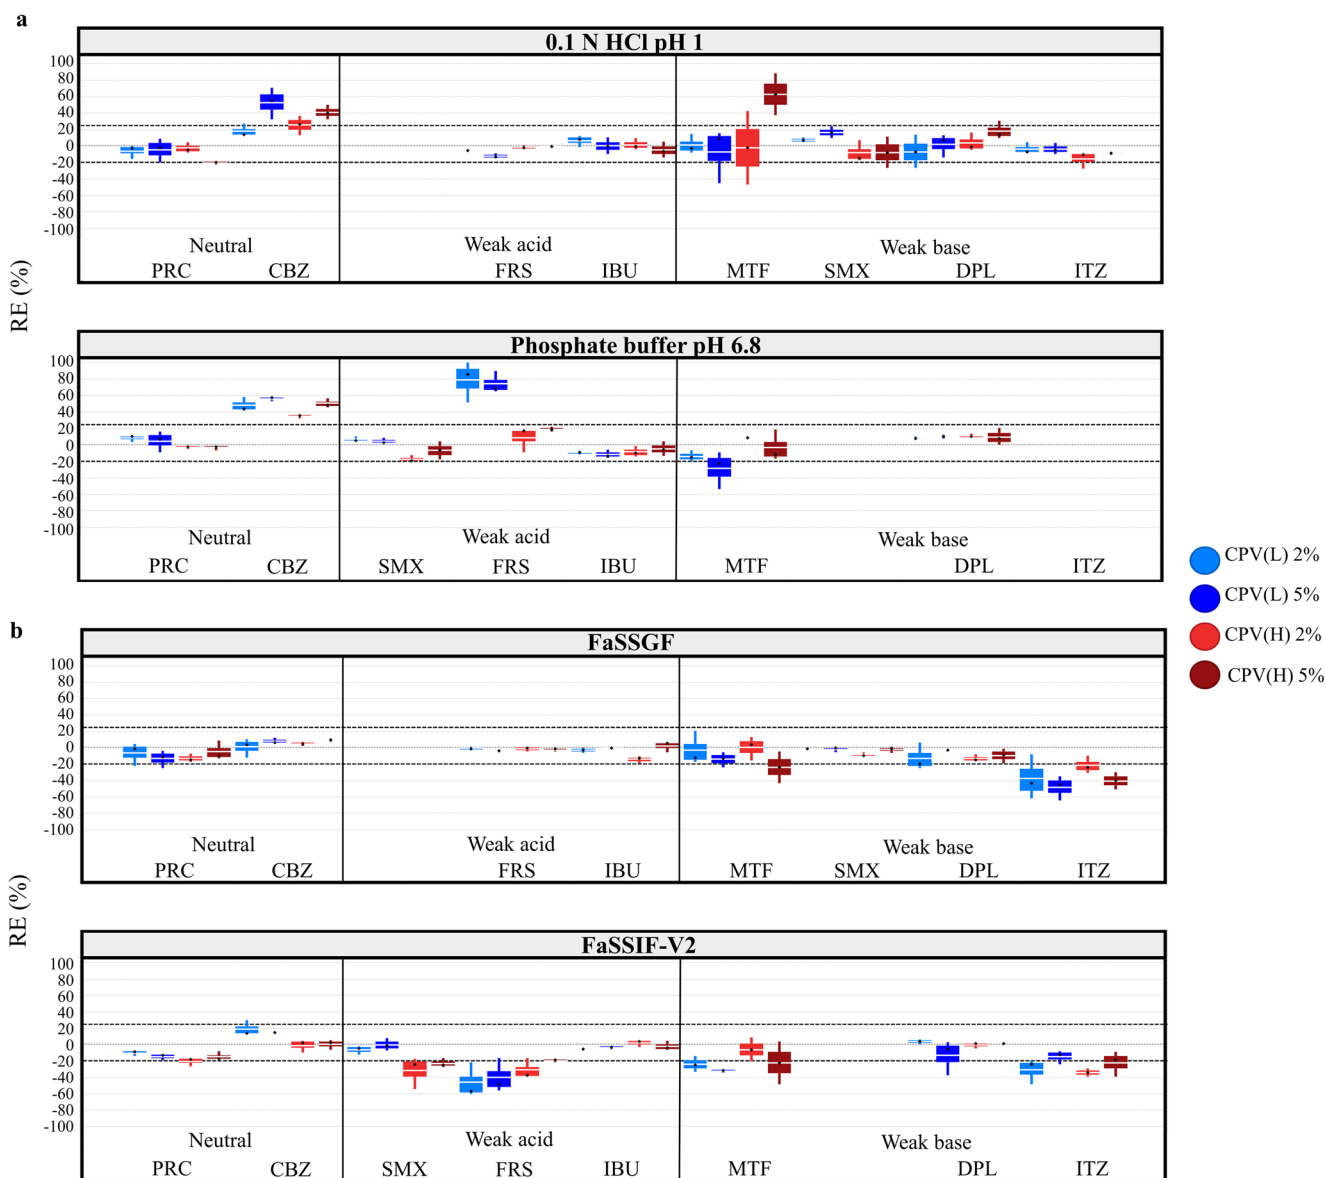 a
0.1 N HCl pH 1
100
80
60
40
20
0
-20
-40
-60
-80
-100
Neutral
Weak acid
Weak base
PRC
CBZ
FRS
IBU
MTF
SMX
DPL
ITZ
RE (%)
Phosphate buffer pH 6.8
100
80
60
40
20
0
-20
-40
-60
-80
-100
Neutral
Weak acid
Weak base
PRC
CBZ
SMX
FRS
IBU
MTF
DPL
ITZ
CPV(L) 2%
CPV(L) 5%
CPV(H) 2%
CPV(H) 5%
b
FaSSGF
100
80
60
40
20
0
-20
-40
-60
-80
-100
Neutral
Weak acid
Weak base
PRC
CBZ
FRS
IBU
MTF
SMX
DPL
ITZ
RE (%)
FaSSIF-V2
100
80
60
40
20
0
-20
-40
-60
-80
-100
Neutral
Weak acid
Weak base
PRC
CBZ
SMX
FRS
IBU
MTF
DPL
ITZ